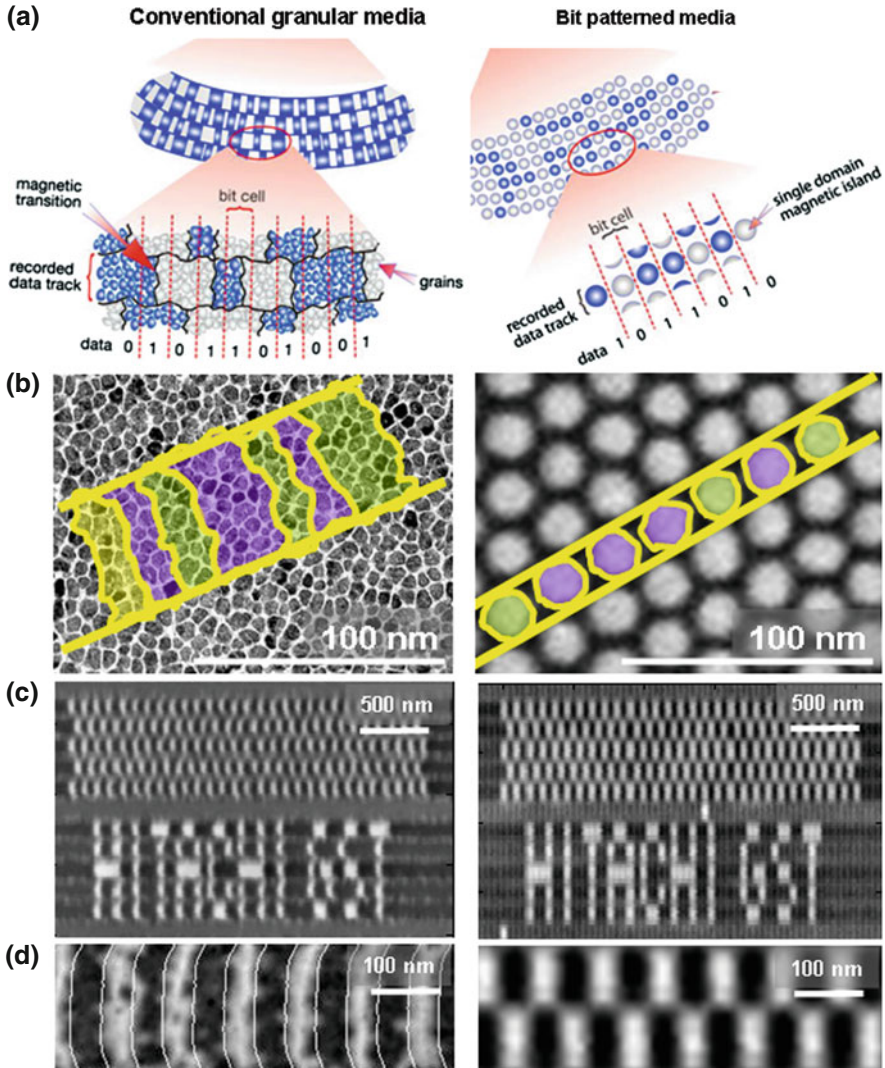 (a)
Conventional granular media
Bit patterned media
magnetic
transition
bit cell
recorded
data track
grains
data 0 1 0 1 1 0 1 0 0 1
single domain
magnetic island
bit cell
recorded
data track
data 1 0 1 1 0 1 0
(b)
100 nm
100 nm
(c)
500 nm
500 nm
HITACHI GST
HITACHI GST
(d)
100 nm
100 nm